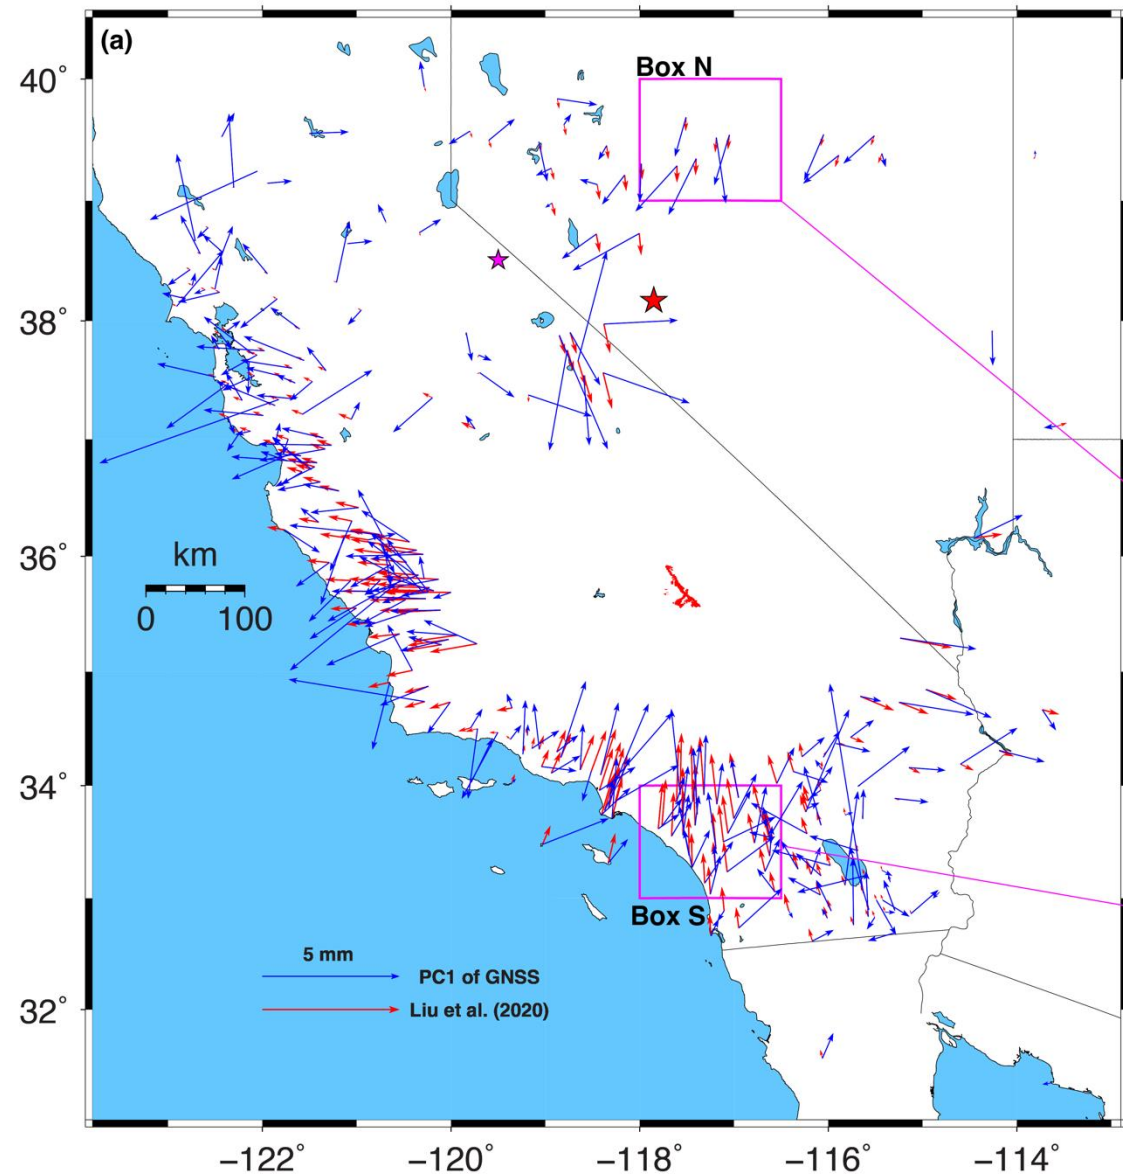 (a)
40°
Box N
38°
36°
km
0 100
34°
Box S
5 mm
PC1 of GNSS
Liu et al. (2020)
32°
−122° −120° −118° −116° −114°